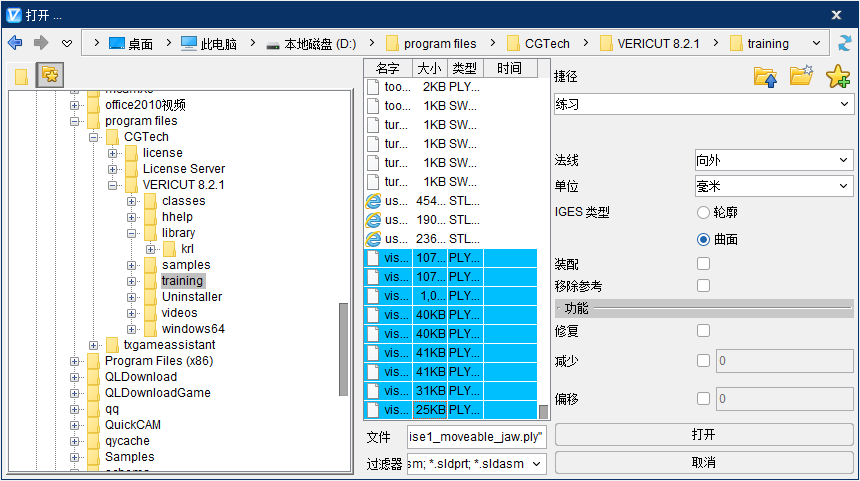 打开 ...
桌面 此电脑 本地磁盘 (D:) program files CGTech VERICUT 8.2.1 training
office2010视频
program files
CGTech
license
License Server
VERICUT 8.2.1
classes
hhelp
library
krl
samples
training
Uninstaller
videos
windows64
txgameassistant
Program Files (x86)
QLDownload
QLDownloadGame
qq
QuickCAM
qycache
Samples
名字 大小 类型 时间
too... 2KB PLY...
too... 1KB SW...
tur... 1KB SW...
tur... 1KB SW...
tur... 1KB SW...
tur... 1KB SW...
us... 454... STL...
us... 190... STL...
us... 236... STL...
vis... 107... PLY...
vis... 107... PLY...
vis... 1,0... PLY...
vis... 40KB PLY...
vis... 40KB PLY...
vis... 41KB PLY...
vis... 41KB PLY...
vis... 31KB PLY...
vis... 25KB PLY...
文件 ise1_moveable_jaw.ply"
过滤器 sm; *.sldprt; *.sldasm
捷径
练习
法线 向外
单位 毫米
IGES 类型 轮廓
曲面
装配
移除参考
功能
修复
减少 0
偏移 0
打开
取消